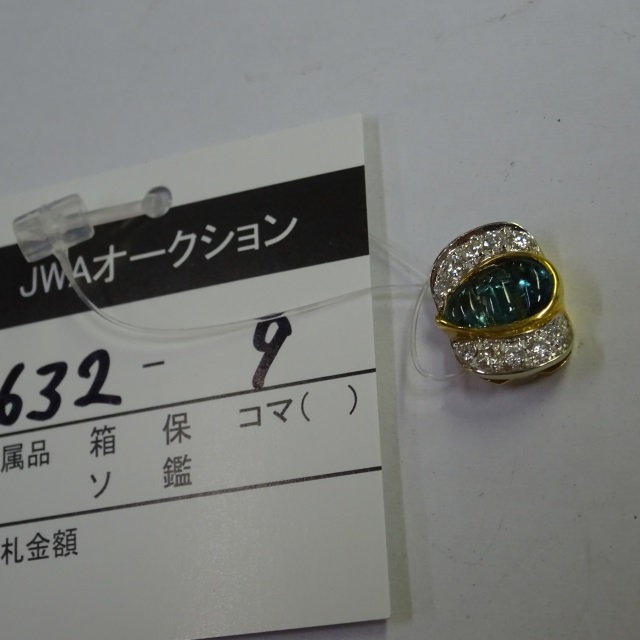 JWAオークション
632 - 9
属品 箱 保 コマ( )
ソ 鑑
札金額